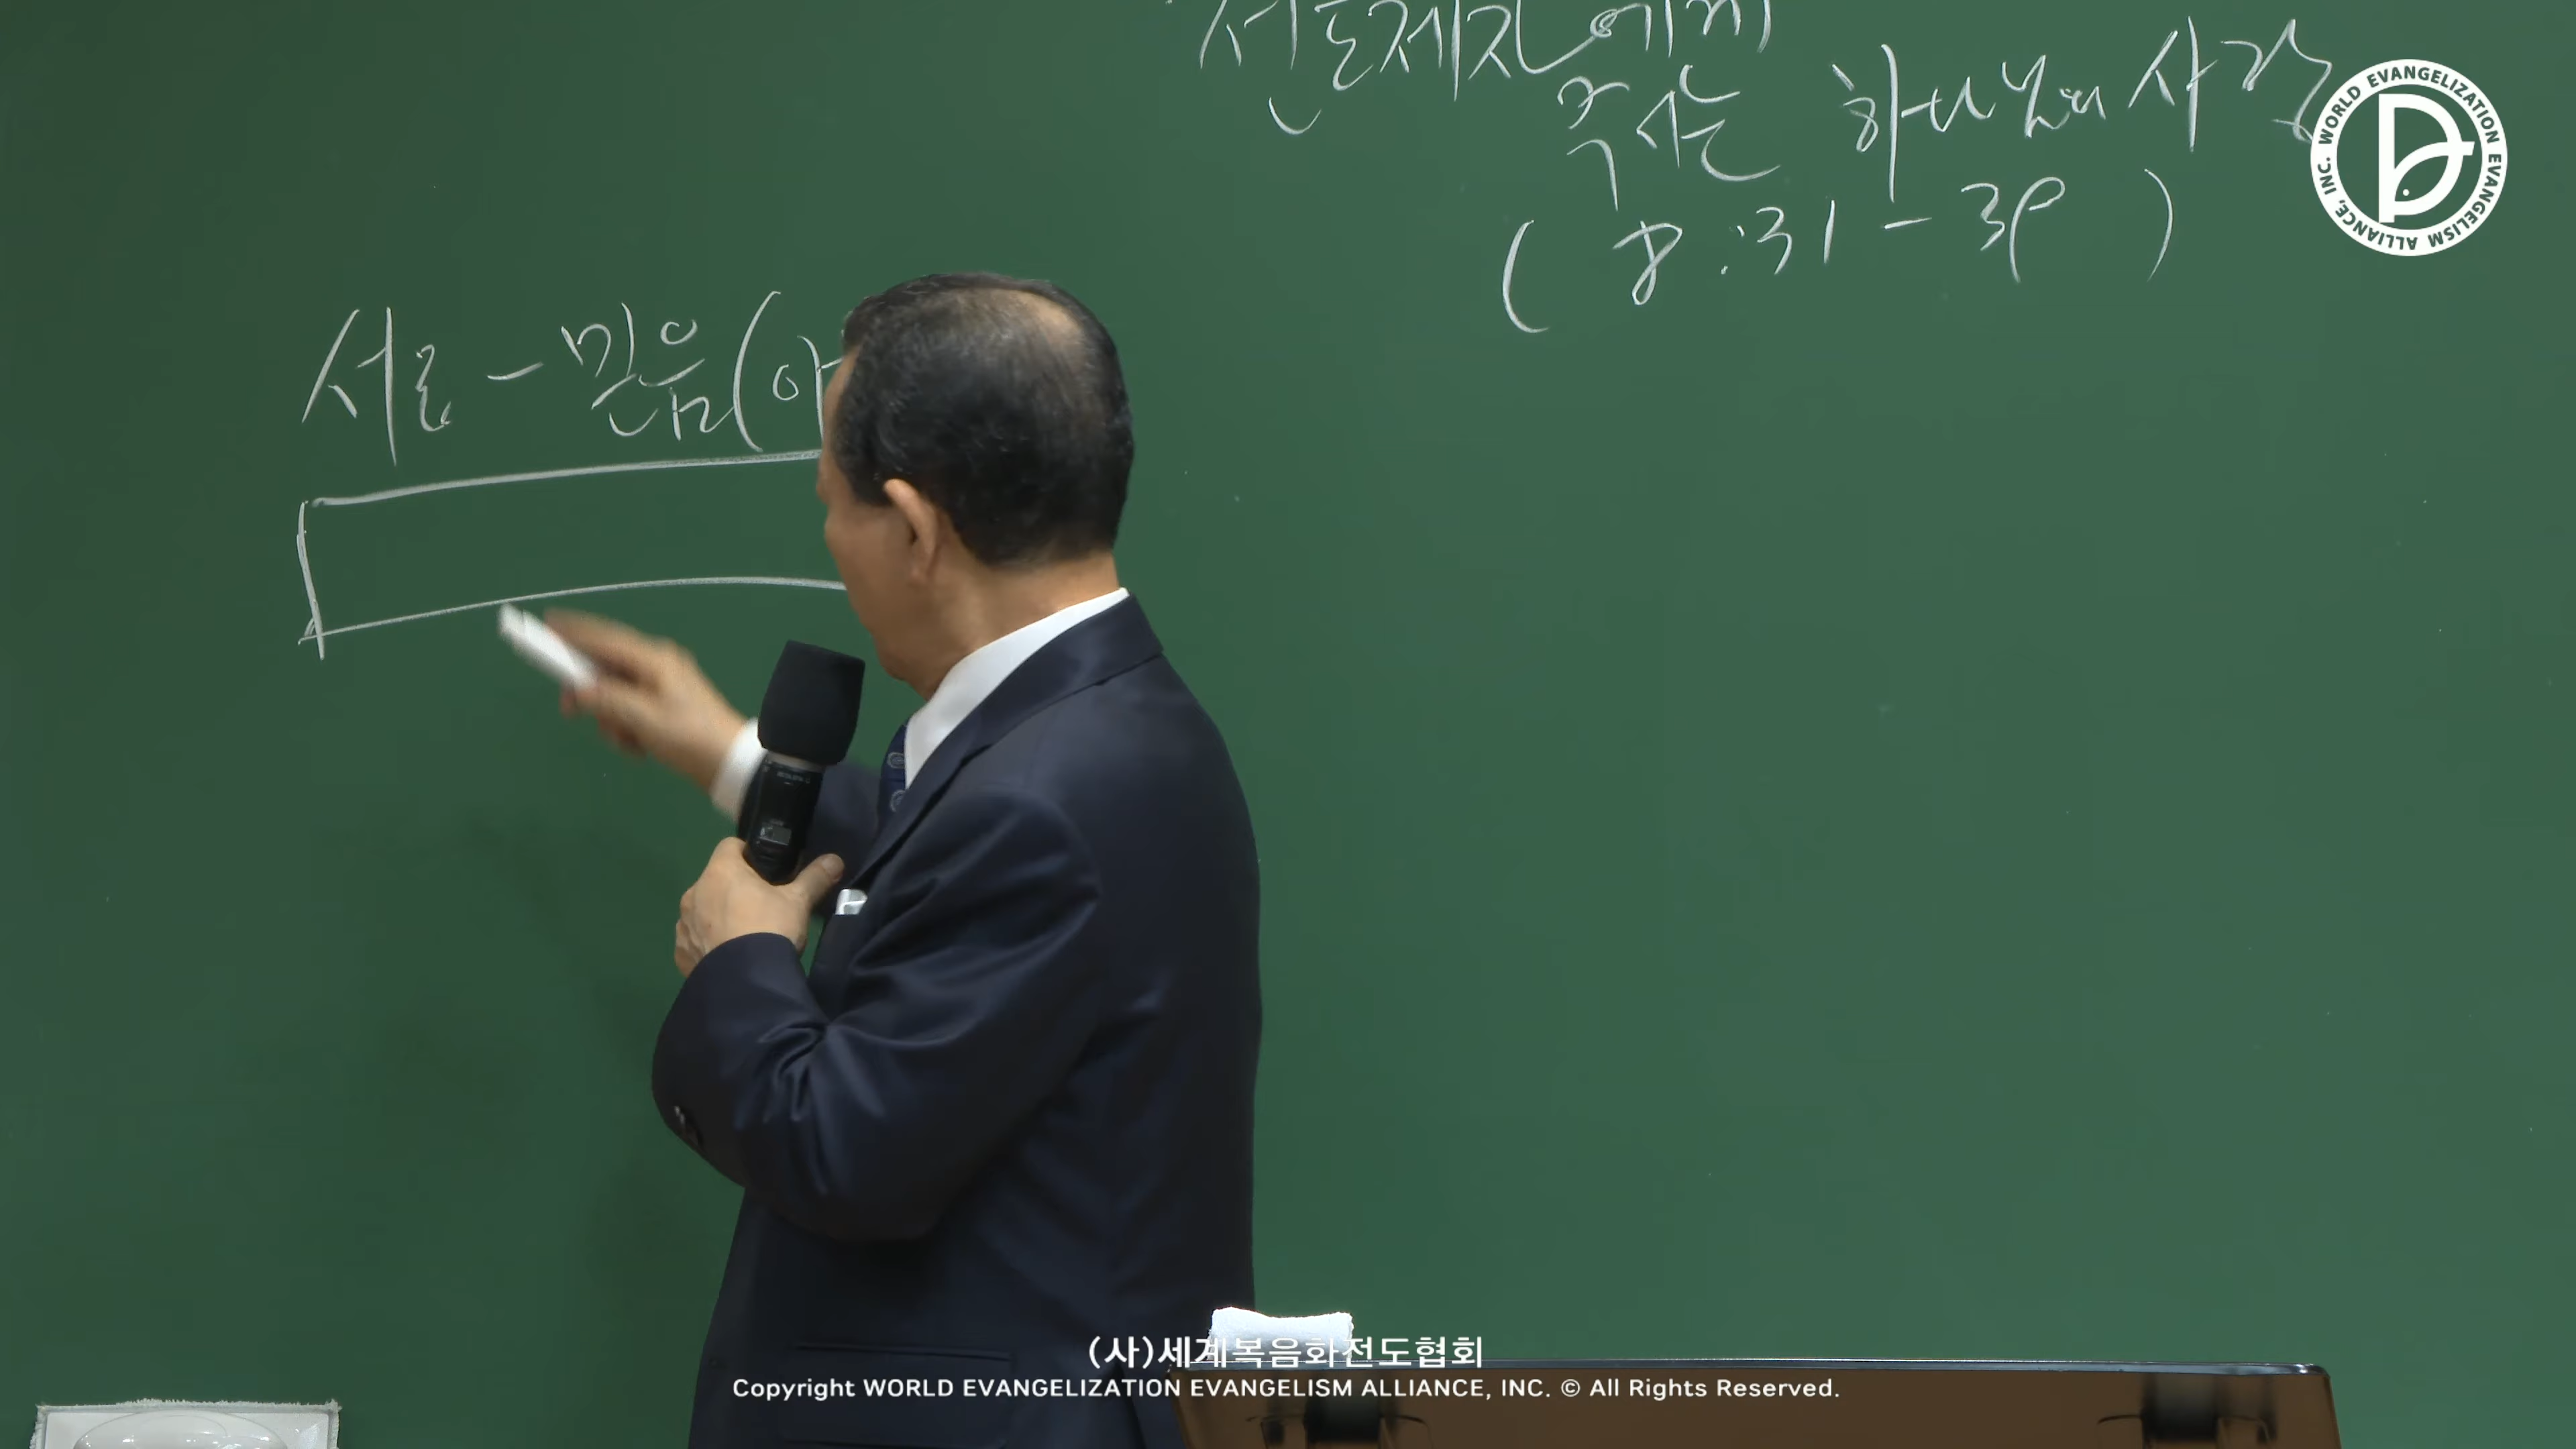 전도제자에게
주신 하나님의 사랑
( 8:31-39 )
서론 - 믿음(아
WORLD EVANGELIZATION EVANGELISM ALLIANCE, INC.
(사)세계복음화전도협회
Copyright WORLD EVANGELIZATION EVANGELISM ALLIANCE, INC. © All Rights Reserved.